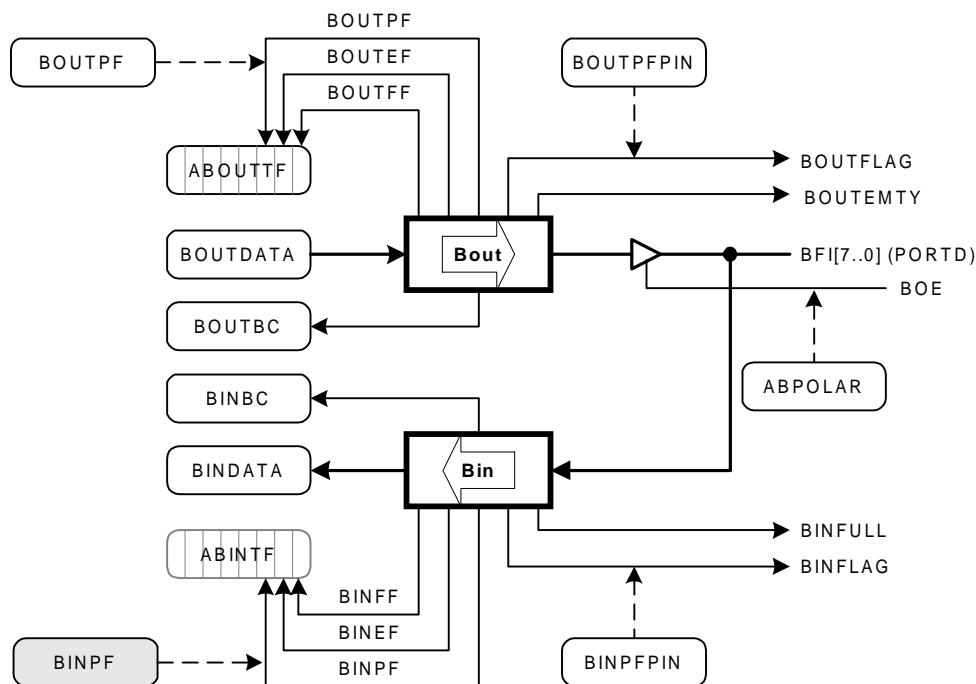 BOUTPF
BOUTPF
BOUTPFPIN
BOUTEF
BOUTFF
ABOUTTF
BOUTFLAG
BOUTEMTY
BOUTDATA
Bout
BFI[7..0] (PORTD)
BOE
BOUTBC
ABPOLAR
BINBC
BINDATA
Bin
ABINTF
BINFULL
BINFLAG
BINFF
BINEF
BINPF
BINPF
BINPFPIN